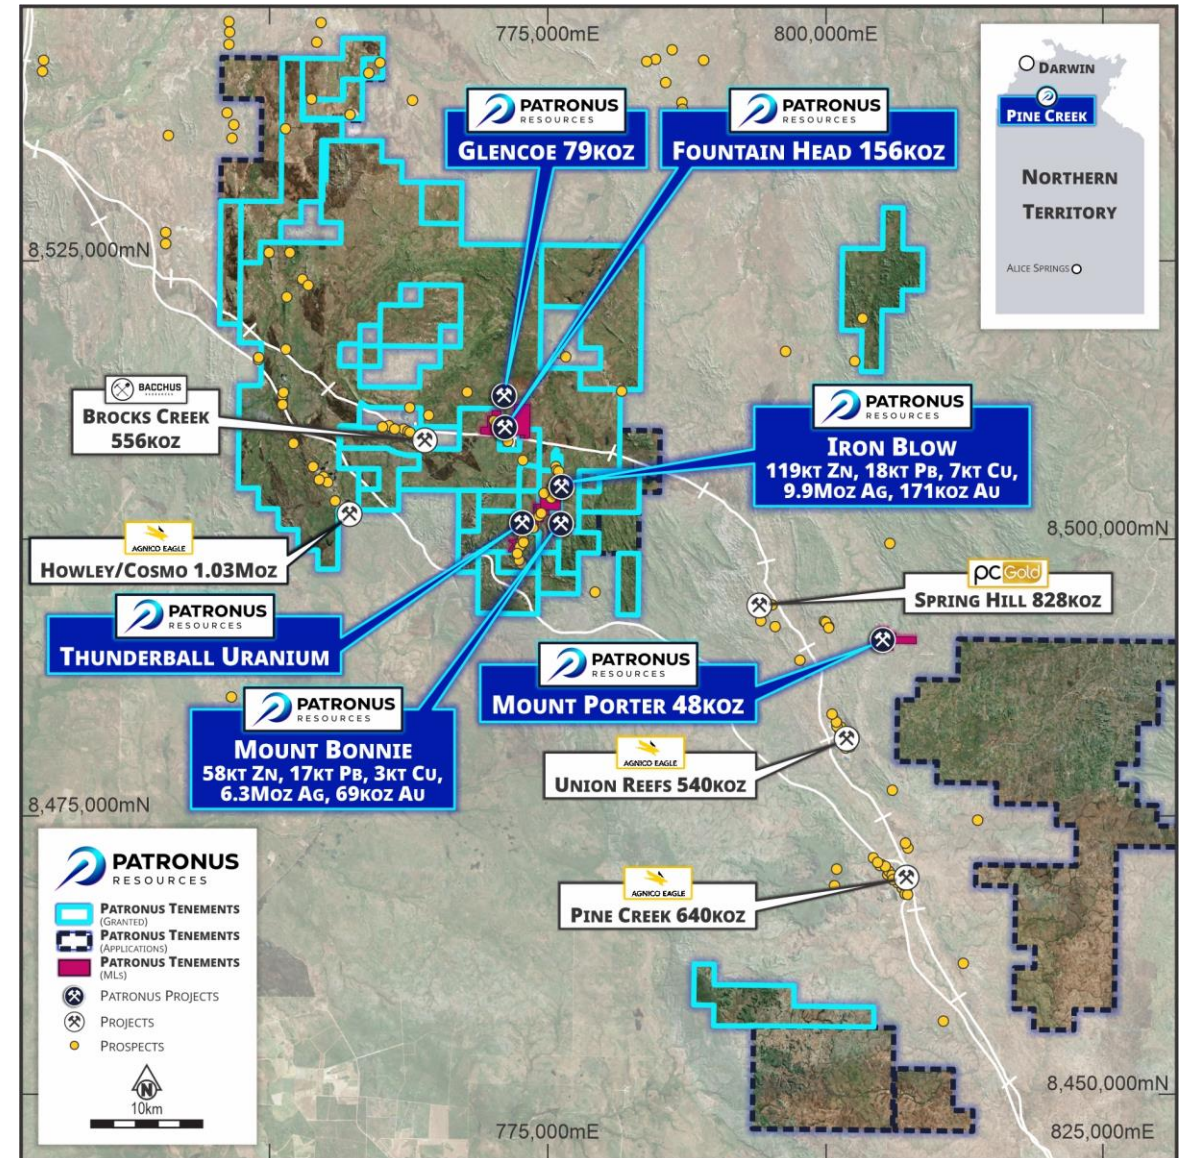 775,000mE
800,000mE
DARWIN
PINE CREEK
NORTHERN
TERRITORY
ALICE SPRINGS
PATRONUS
RESOURCES
GLENCOE 79KOZ
PATRONUS
RESOURCES
FOUNTAIN HEAD 156KOZ
8,525,000mN
BACCHUS
RESOURCES
BROCKS CREEK
556KOZ
PATRONUS
RESOURCES
IRON BLOW
119KT ZN, 18KT PB, 7KT CU,
9.9MOZ AG, 171KOZ AU
8,500,000mN
AGNICO EAGLE
HOWLEY/COSMO 1.03MOZ
pcGold
SPRING HILL 828KOZ
PATRONUS
RESOURCES
THUNDERBALL URANIUM
PATRONUS
RESOURCES
MOUNT PORTER 48KOZ
PATRONUS
RESOURCES
MOUNT BONNIE
58KT ZN, 17KT PB, 3KT CU,
6.3MOZ AG, 69KOZ AU
AGNICO EAGLE
UNION REEFS 540KOZ
8,475,000mN
AGNICO EAGLE
PINE CREEK 640KOZ
PATRONUS
RESOURCES
PATRONUS TENEMENTS
(GRANTED)
PATRONUS TENEMENTS
(APPLICATIONS)
PATRONUS TENEMENTS
(MLS)
PATRONUS PROJECTS
PROJECTS
PROSPECTS
N
10km
8,450,000mN
775,000mE
825,000mE